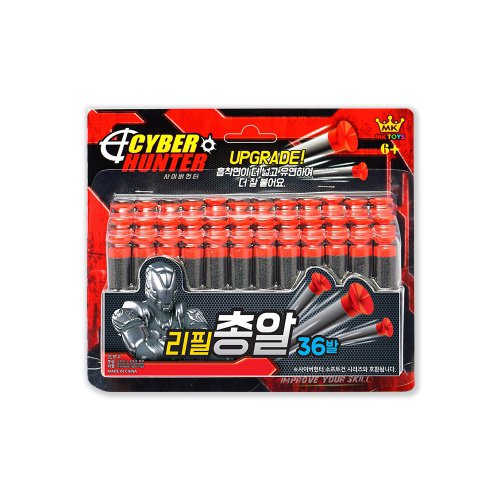 CYBER
HUNTER
사이버헌터
MK
MK TOYS
6+
UPGRADE!
흡착면이 더 넓고 유연하여
더 잘 붙어요.
리필 총알 36발
※사이버헌터 소프트건 시리즈와 호환됩니다.
MADE IN CHINA
IMPROVE YOUR SKILL